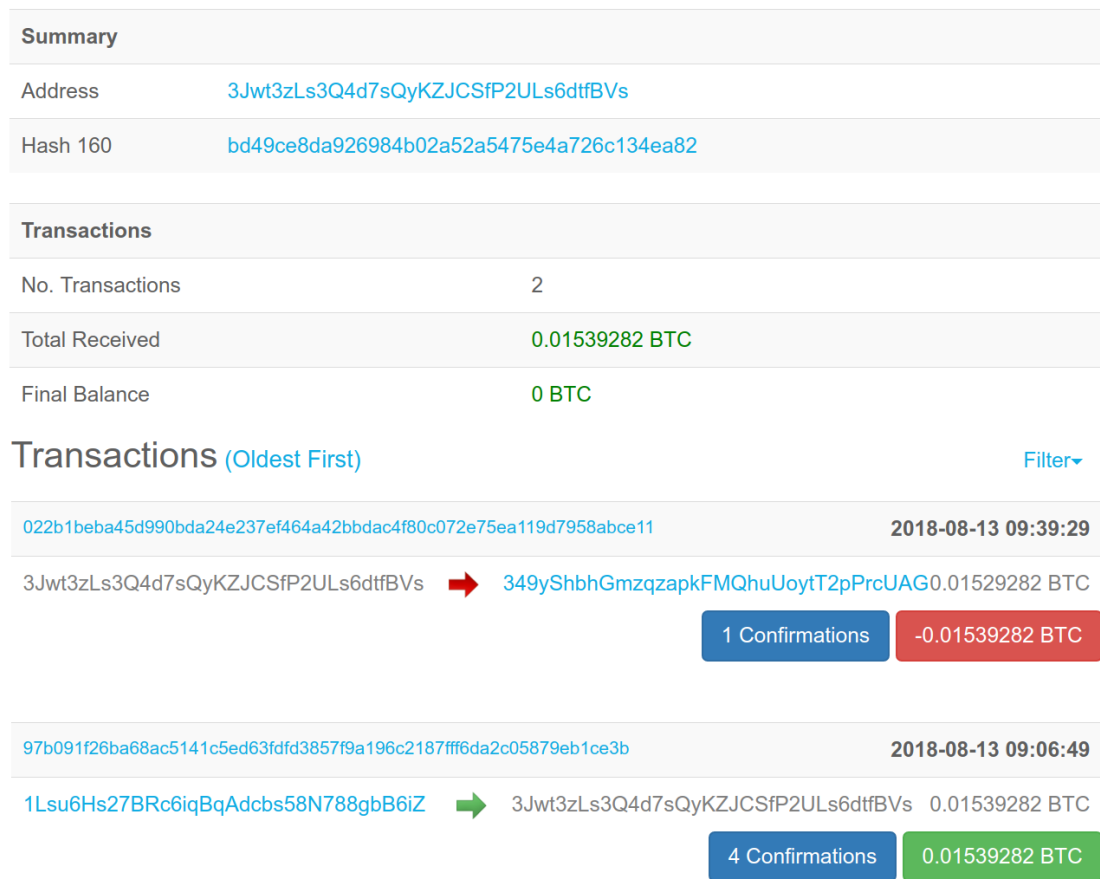 Summary
Address 3Jwt3zLs3Q4d7sQyKZJCSfP2ULs6dtfBVs
Hash 160 bd49ce8da926984b02a52a5475e4a726c134ea82
Transactions
No. Transactions 2
Total Received 0.01539282 BTC
Final Balance 0 BTC
Transactions (Oldest First) Filter
022b1beba45d990bda24e237ef464a42bbdac4f80c072e75ea119d7958abce11 2018-08-13 09:39:29
3Jwt3zLs3Q4d7sQyKZJCSfP2ULs6dtfBVs 349yShbhGmzqzapkFMQhuUoytT2pPrcUAG 0.01529282 BTC
1 Confirmations -0.01539282 BTC
97b091f26ba68ac5141c5ed63fdfd3857f9a196c2187fff6da2c05879eb1ce3b 2018-08-13 09:06:49
1Lsu6Hs27BRc6iqBqAdcbs58N788gbB6iZ 3Jwt3zLs3Q4d7sQyKZJCSfP2ULs6dtfBVs 0.01539282 BTC
4 Confirmations 0.01539282 BTC